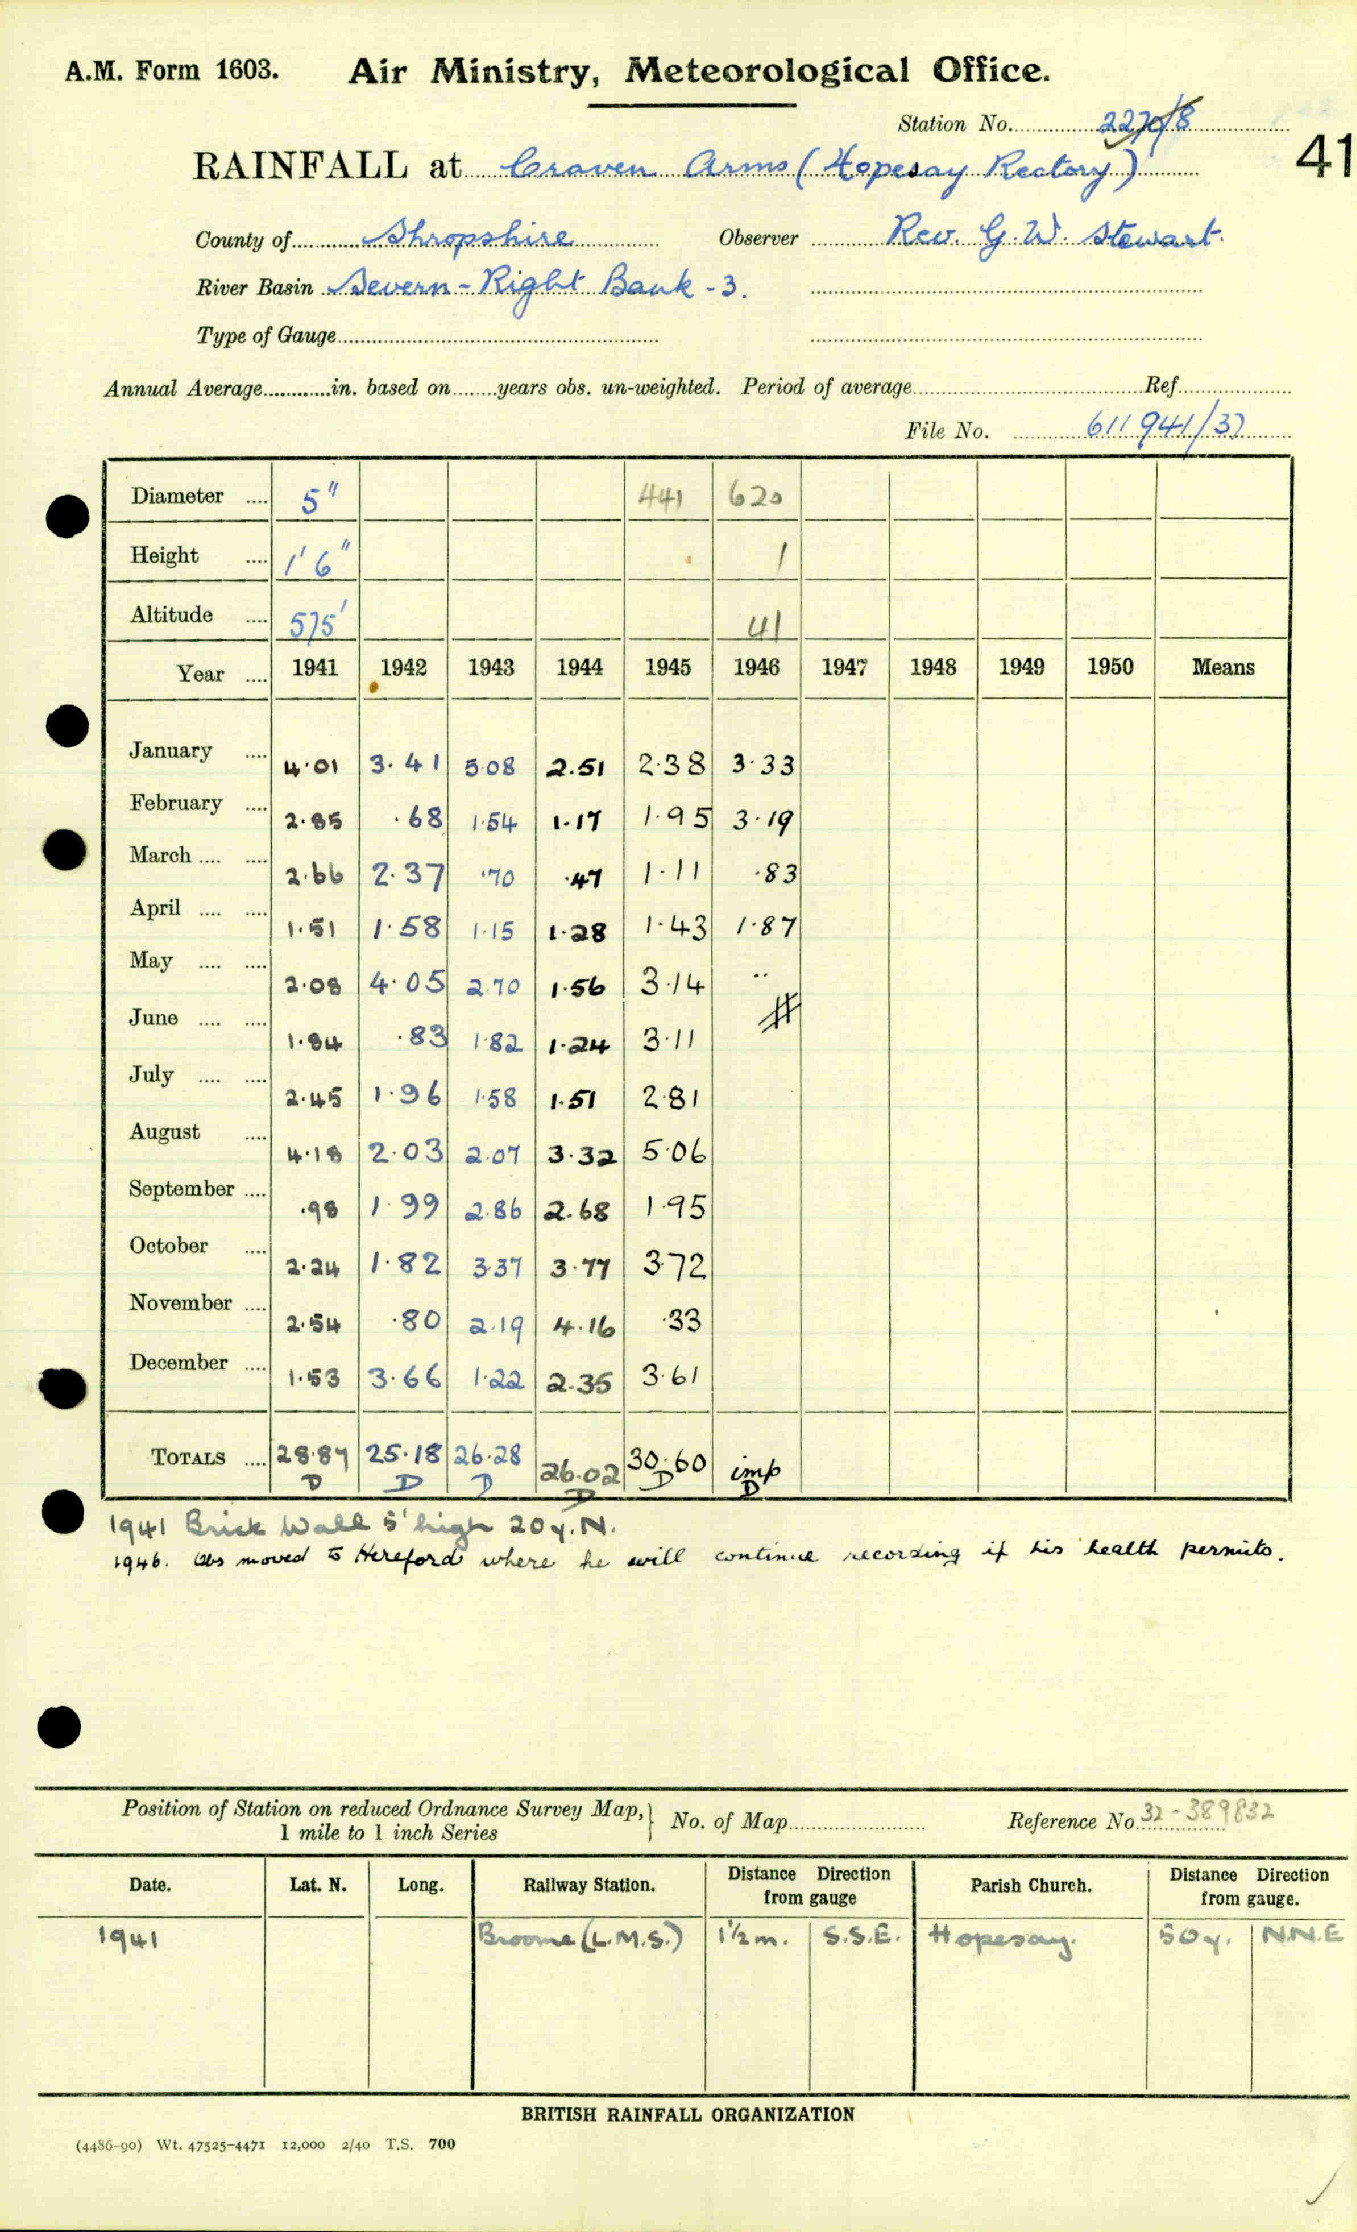 A.M. Form 1603. Air Ministry, Meteorological Office.
Station No. 2270/8
41
RAINFALL at Craven Arms (Hopesay Rectory)
County of Shropshire Observer Rev. G. W. Stewart.
River Basin Severn - Right Bank - 3.
Type of Gauge
Annual Average in. based on years obs. un-weighted. Period of average Ref.
File No. 611941/37
Diameter 5" 441 620
Height 1' 6" 1
Altitude 575' 41
Year 1941 1942 1943 1944 1945 1946 1947 1948 1949 1950 Means
January 4.01 3.41 5.08 2.51 2.38 3.33
February 2.85 .68 1.54 1.17 1.95 3.19
March 2.66 2.37 .70 .47 1.11 .83
April 1.51 1.58 1.15 1.28 1.43 1.87
May 2.08 4.05 2.70 1.56 3.14 ..
June 1.84 .83 1.82 1.24 3.11
July 2.45 1.96 1.58 1.51 2.81
August 4.18 2.03 2.07 3.32 5.06
September .98 1.99 2.86 2.68 1.95
October 2.24 1.82 3.37 3.77 3.72
November 2.54 .80 2.19 4.16 .33
December 1.53 3.66 1.22 2.35 3.61
TOTALS 28.87 25.18 26.28 26.02 30.60 imp
D D D D D D
1941 Brick Wall 5' high 20y. N.
1946. Obs moved to Hereford where he will continue recording if his health permits.
Position of Station on reduced Ordnance Survey Map, 1 mile to 1 inch Series } No. of Map Reference No. 32-389832
Date. Lat. N. Long. Railway Station. Distance Direction from gauge Parish Church. Distance Direction from gauge.
1941 Broome (L.M.S.) 1½ m. S.S.E. Hopesay. 50y. N.N.E
BRITISH RAINFALL ORGANIZATION
(4486-90) Wt. 47525-4471 12,000 2/40 T.S. 700